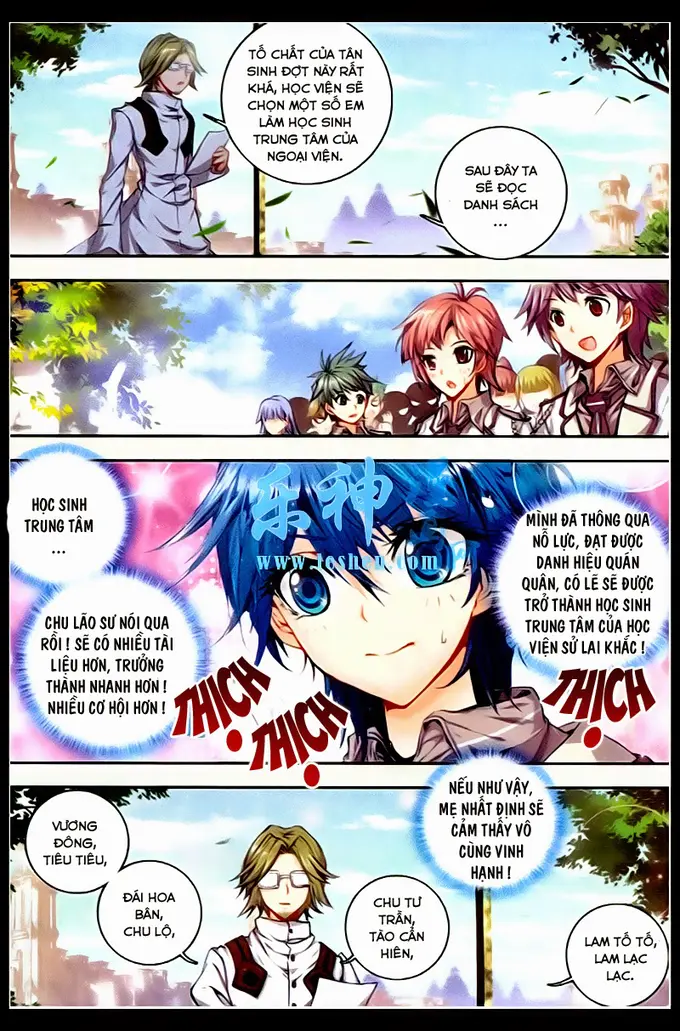 TỐ CHẤT CỦA TÂN
SINH ĐỢT NÀY RẤT
KHÁ, HỌC VIỆN SẼ
CHỌN MỘT SỐ EM
LÀM HỌC SINH
TRUNG TÂM CỦA
NGOẠI VIỆN.
SAU ĐÂY TA
SẼ ĐỌC
DANH SÁCH
...
HỌC SINH
TRUNG TÂM
...
乐神
www.leshen.com
MÌNH ĐÃ THÔNG QUA
NỖ LỰC, ĐẠT ĐƯỢC
DANH HIỆU QUÁN
QUÂN, CÓ LẼ SẼ ĐƯỢC
TRỞ THÀNH HỌC SINH
TRUNG TÂM CỦA HỌC
VIỆN SỬ LAI KHẮC !
CHU LÃO SƯ NÓI QUA
RỒI ! SẼ CÓ NHIỀU TÀI
LIỆU HƠN, TRƯỞNG
THÀNH NHANH HƠN !
NHIỀU CƠ HỘI HƠN !
THỊCH
THỊCH
THỊCH
NẾU NHƯ VẬY,
MẸ NHẤT ĐỊNH SẼ
CẢM THẤY VÔ
CÙNG VINH
HẠNH !
VƯƠNG
ĐÔNG,
TIÊU TIÊU,
ĐÁI HOA
BÂN,
CHU LỘ,
CHU TƯ
TRẦN,
TÀO CẨN
HIÊN,
LAM TỐ TỐ,
LAM LẠC
LẠC.